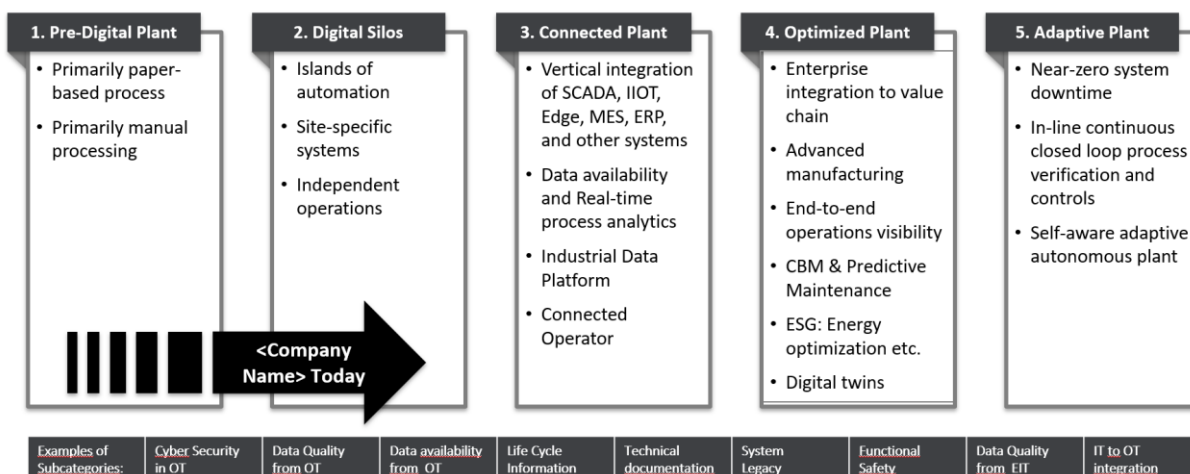 1. Pre-Digital Plant
• Primarily paper-
based process
• Primarily manual
processing
2. Digital Silos
• Islands of
automation
• Site-specific
systems
• Independent
operations
3. Connected Plant
• Vertical integration
of SCADA, IIOT,
Edge, MES, ERP,
and other systems
• Data availability
and Real-time
process analytics
• Industrial Data
Platform
• Connected
Operator
4. Optimized Plant
• Enterprise
integration to value
chain
• Advanced
manufacturing
• End-to-end
operations visibility
• CBM & Predictive
Maintenance
• ESG: Energy
optimization etc.
• Digital twins
5. Adaptive Plant
• Near-zero system
downtime
• In-line continuous
closed loop process
verification and
controls
• Self-aware adaptive
autonomous plant
<Company
Name> Today
Examples of
Subcategories:
Cyber Security
in OT
Data Quality
from OT
Data availability
from OT
Life Cycle
Information
Technical
documentation
System
Legacy
Functional
Safety
Data Quality
from EIT
IT to OT
integration